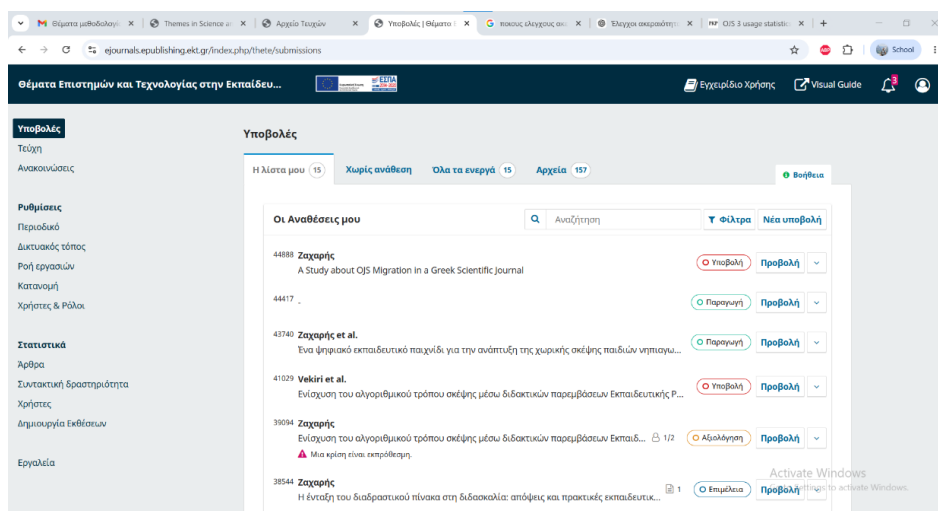 Θέματα μεθοδολογί
Themes in Science an
Αρχείο Τευχών
Υποβολές | Θέματα Ε
ποιους ελεγχους ακε
Έλεγχοι ακεραιότητα
OJS 3 usage statistics
ejournals.epublishing.ekt.gr/index.php/thete/submissions
ABP
School
Θέματα Επιστημών και Τεχνολογίας στην Εκπαίδευ...
ΕΣΠΑ
Εγχειρίδιο Χρήσης
Visual Guide
3
Υποβολές
Τεύχη
Ανακοινώσεις
Ρυθμίσεις
Περιοδικό
Δικτυακός τόπος
Ροή εργασιών
Κατανομή
Χρήστες & Ρόλοι
Στατιστικά
Άρθρα
Συντακτική δραστηριότητα
Χρήστες
Δημιουργία Εκθέσεων
Εργαλεία
Υποβολές
Η λίστα μου 15 Χωρίς ανάθεση Όλα τα ενεργά 15 Αρχεία 157
Βοήθεια
Οι Αναθέσεις μου
Αναζήτηση
Φίλτρα Νέα υποβολή
44888 Ζαχαρής
A Study about OJS Migration in a Greek Scientific Journal
Υποβολή Προβολή
44417 .
Παραγωγή Προβολή
43740 Ζαχαρής et al.
Ένα ψηφιακό εκπαιδευτικό παιχνίδι για την ανάπτυξη της χωρικής σκέψης παιδιών νηπιαγω...
Παραγωγή Προβολή
41029 Vekiri et al.
Ενίσχυση του αλγοριθμικού τρόπου σκέψης μέσω διδακτικών παρεμβάσεων Εκπαιδευτικής Ρ...
Υποβολή Προβολή
39094 Ζαχαρής
Ενίσχυση του αλγοριθμικού τρόπου σκέψης μέσω διδακτικών παρεμβάσεων Εκπαιδ... 1/2
Αξιολόγηση Προβολή
Μια κρίση είναι εκπρόθεσμη.
38544 Ζαχαρής
Η ένταξη του διαδραστικού πίνακα στη διδασκαλία: απόψεις και πρακτικές εκπαιδευτικ... 1
Επιμέλεια Προβολή
Activate Windows
Settings to activate Windows.